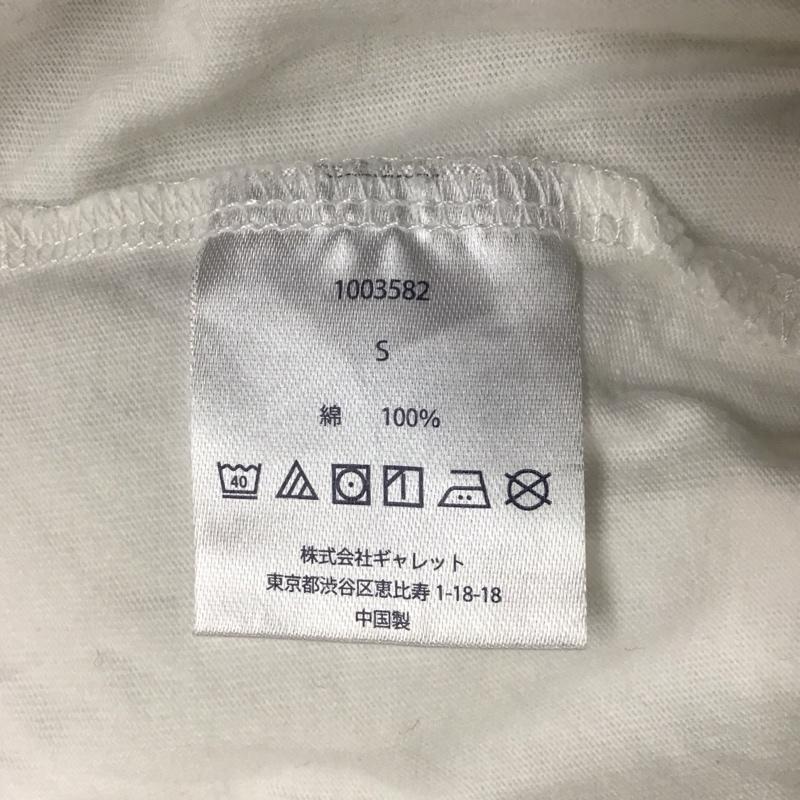 1003582
S
綿 100%
40
株式会社ギャレット
東京都渋谷区恵比寿 1-18-18
中国製